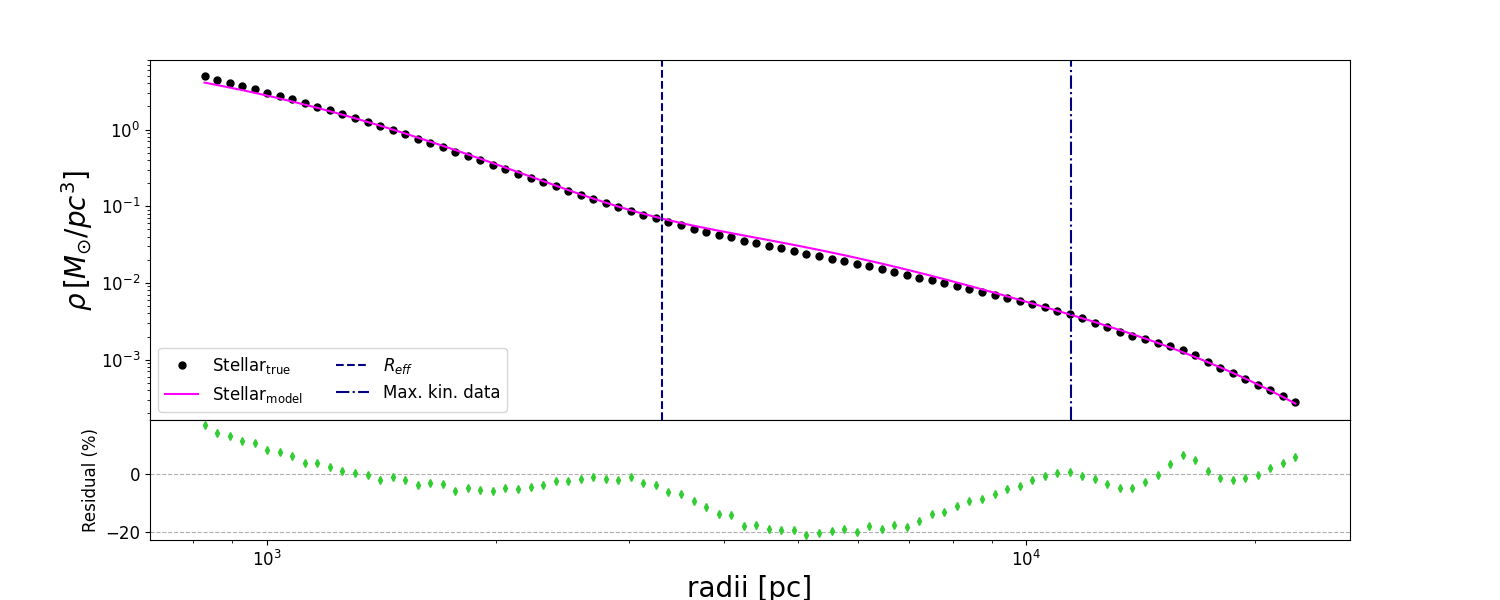 ρ [M⊙/pc³]
10⁰
10⁻¹
10⁻²
10⁻³
Stellar_true
Stellar_model
R_eff
Max. kin. data
Residual (%)
0
−20
10³
10⁴
radii [pc]